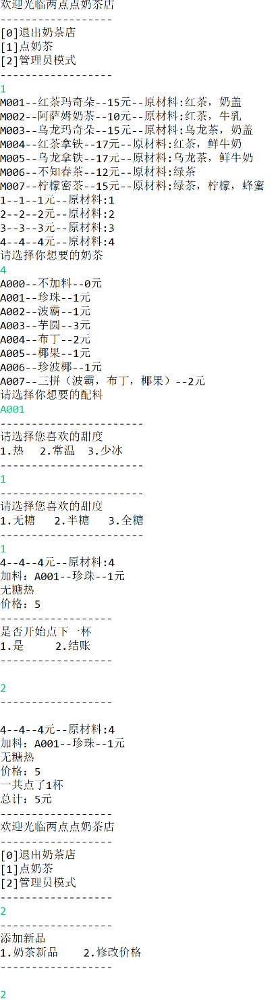 欢迎光临两点点奶茶店
-----------------
[0]退出奶茶店
[1]点奶茶
[2]管理员模式
-----------------
1
M001--红茶玛奇朵--15元--原材料:红茶，奶盖
M002--阿萨姆奶茶--10元--原材料:红茶，牛乳
M003--乌龙玛奇朵--15元--原材料:乌龙茶，奶盖
M004--红茶拿铁--17元--原材料:红茶，鲜牛奶
M005--乌龙拿铁--17元--原材料:乌龙茶，鲜牛奶
M006--不知春茶--12元--原材料:绿茶
M007--柠檬密茶--15元--原材料:绿茶，柠檬，蜂蜜
1--1--1元--原材料:1
2--2--2元--原材料:2
3--3--3元--原材料:3
4--4--4元--原材料:4
请选择你想要的奶茶
4
A000--不加料--0元
A001--珍珠--1元
A002--波霸--1元
A003--芋圆--3元
A004--布丁--2元
A005--椰果--1元
A006--珍波椰--1元
A007--三拼（波霸，布丁，椰果）--2元
请选择你想要的配料
A001
----------------------
请选择您喜欢的甜度
1.热 2.常温 3.少冰
----------------------
1
----------------------
请选择您喜欢的甜度
1.无糖 2.半糖 3.全糖
----------------------
1
4--4--4元--原材料:4
加料：A001--珍珠--1元
无糖热
价格：5
-----------------
是否开始点下一杯
1.是 2.结账
-----------------
2
-----------------
4--4--4元--原材料:4
加料：A001--珍珠--1元
无糖热
价格：5
一共点了1杯
总计：5元
-----------------
欢迎光临两点点奶茶店
-----------------
[0]退出奶茶店
[1]点奶茶
[2]管理员模式
-----------------
2
-----------------
添加新品
1.奶茶新品 2.修改价格
-----------------
2